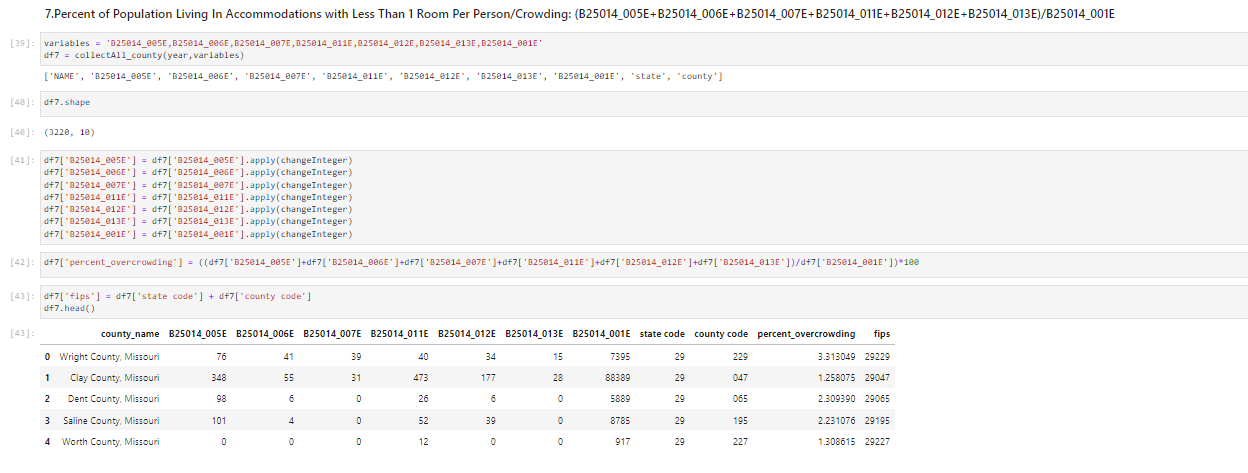 7.Percent of Population Living In Accommodations with Less Than 1 Room Per Person/Crowding: (B25014_005E+B25014_006E+B25014_007E+B25014_011E+B25014_012E+B25014_013E)/B25014_001E
[39]: variables = 'B25014_005E,B25014_006E,B25014_007E,B25014_011E,B25014_012E,B25014_013E,B25014_001E'
df7 = collectAll_county(year,variables)
['NAME', 'B25014_005E', 'B25014_006E', 'B25014_007E', 'B25014_011E', 'B25014_012E', 'B25014_013E', 'B25014_001E', 'state', 'county']
[40]: df7.shape
[40]: (3220, 10)
[41]: df7['B25014_005E'] = df7['B25014_005E'].apply(changeInteger)
df7['B25014_006E'] = df7['B25014_006E'].apply(changeInteger)
df7['B25014_007E'] = df7['B25014_007E'].apply(changeInteger)
df7['B25014_011E'] = df7['B25014_011E'].apply(changeInteger)
df7['B25014_012E'] = df7['B25014_012E'].apply(changeInteger)
df7['B25014_013E'] = df7['B25014_013E'].apply(changeInteger)
df7['B25014_001E'] = df7['B25014_001E'].apply(changeInteger)
[42]: df7['percent_overcrowding'] = ((df7['B25014_005E']+df7['B25014_006E']+df7['B25014_007E']+df7['B25014_011E']+df7['B25014_012E']+df7['B25014_013E'])/df7['B25014_001E'])*100
[43]: df7['fips'] = df7['state code'] + df7['county code']
df7.head()
[43]: county_name B25014_005E B25014_006E B25014_007E B25014_011E B25014_012E B25014_013E B25014_001E state code county code percent_overcrowding fips
0 Wright County, Missouri 76 41 39 40 34 15 7395 29 229 3.313049 29229
1 Clay County, Missouri 348 55 31 473 177 28 88389 29 047 1.258075 29047
2 Dent County, Missouri 98 6 0 26 6 0 5889 29 065 2.309390 29065
3 Saline County, Missouri 101 4 0 52 39 0 8785 29 195 2.231076 29195
4 Worth County, Missouri 0 0 0 12 0 0 917 29 227 1.308615 29227